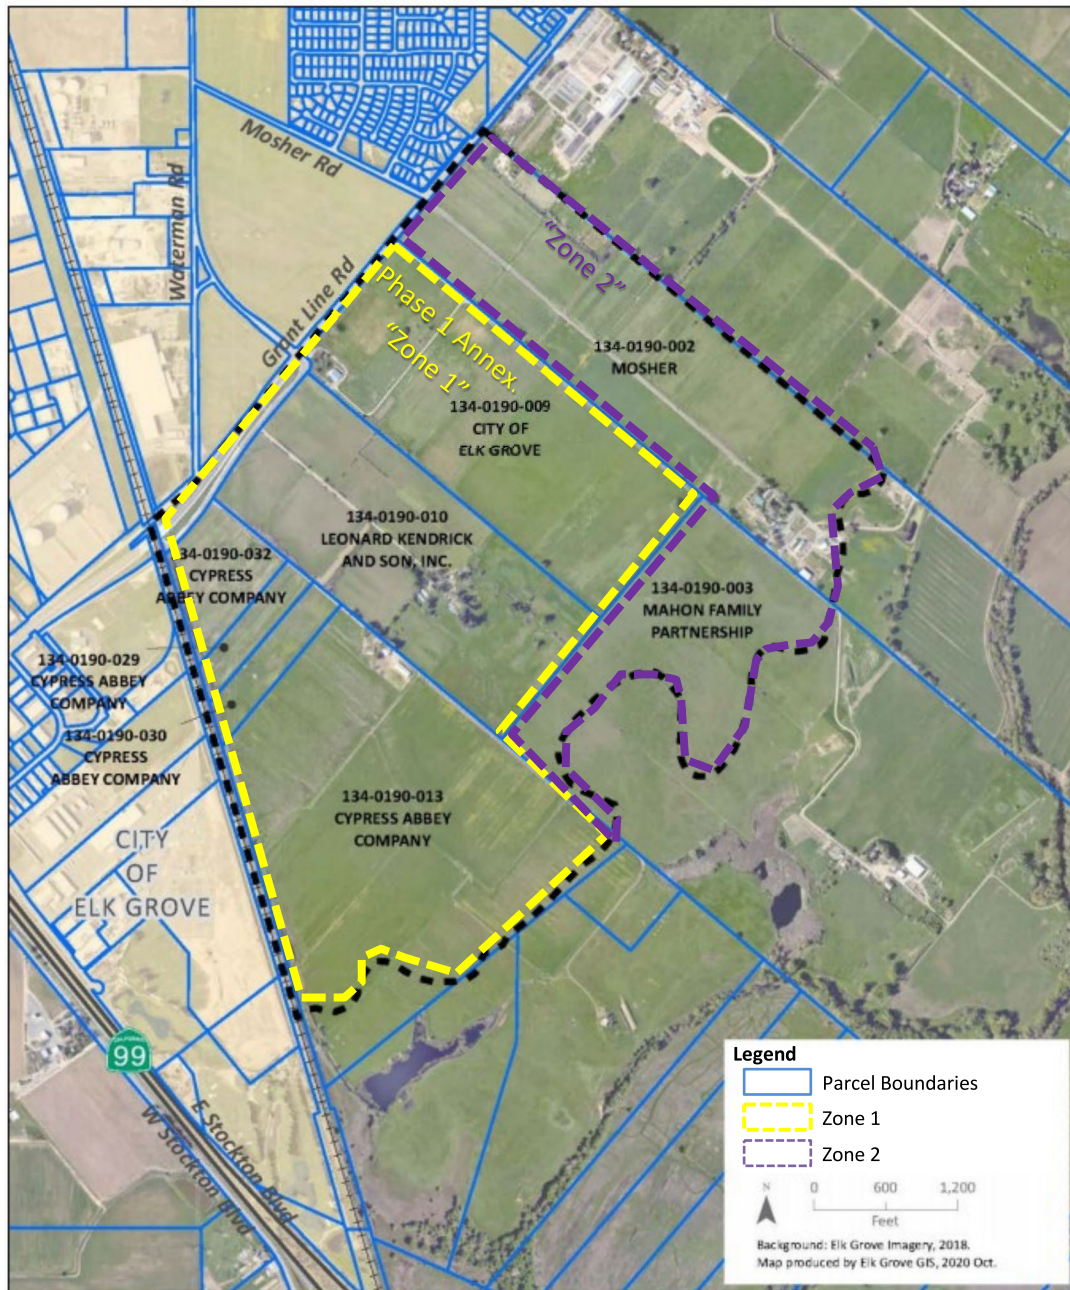 Mosher Rd
Waterman Rd
Grant Line Rd
"Zone 2"
Phase 1 Annex.
"Zone 1"
134-0190-002
MOSHER
134-0190-009
CITY OF
ELK GROVE
134-0190-010
LEONARD KENDRICK
AND SON, INC.
34-0190-032
CYPRESS
ABBEY COMPANY
134-0190-003
MAHON FAMILY
PARTNERSHIP
134-0190-029
CYPRESS ABBEY
COMPANY
134-0190-030
CYPRESS
ABBEY COMPANY
134-0190-013
CYPRESS ABBEY
COMPANY
CITY
OF
ELK GROVE
CALIFORNIA
99
E Stockton Blvd
W Stockton Blvd
Legend
Parcel Boundaries
Zone 1
Zone 2
N
0 600 1,200
Feet
Background: Elk Grove Imagery, 2018.
Map produced by Elk Grove GIS, 2020 Oct.